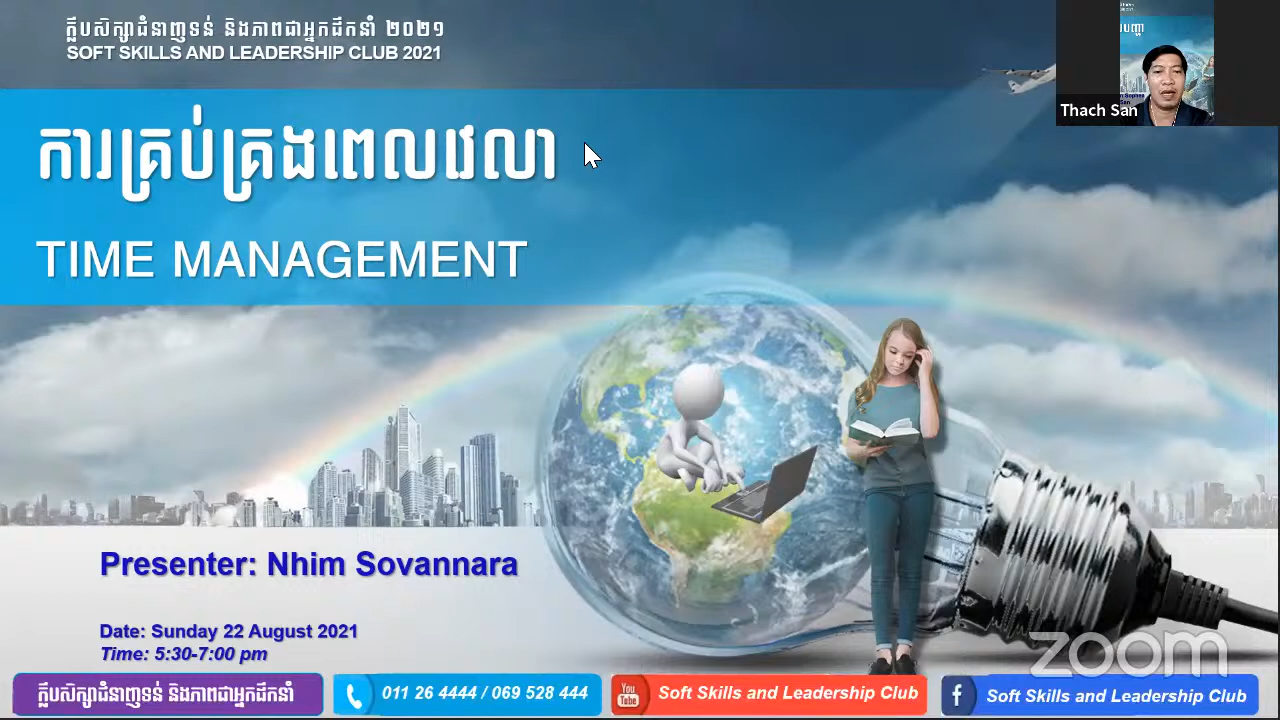 ក្លឹបសិក្សាជំនាញទន់ និងភាពជាអ្នកដឹកនាំ ២០២១
SOFT SKILLS AND LEADERSHIP CLUB 2021
Thach San
ការគ្រប់គ្រងពេលវេលា
TIME MANAGEMENT
Presenter: Nhim Sovannara
Date: Sunday 22 August 2021
Time: 5:30-7:00 pm
zoom
ក្លឹបសិក្សាជំនាញទន់ និងភាពជាអ្នកដឹកនាំ
011 26 4444 / 069 528 444
You Tube
Soft Skills and Leadership Club
f
Soft Skills and Leadership Club